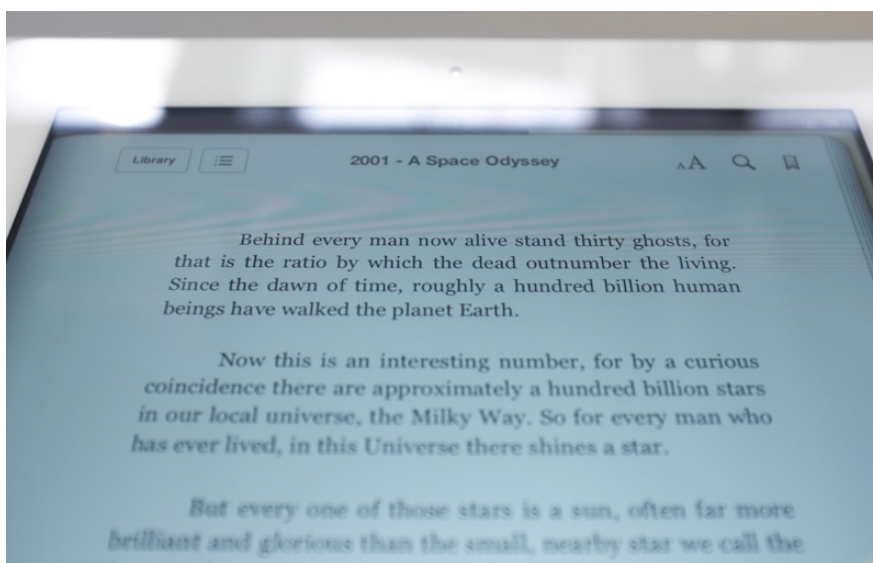 Library
2001 - A Space Odyssey
AA
Behind every man now alive stand thirty ghosts, for
that is the ratio by which the dead outnumber the living.
Since the dawn of time, roughly a hundred billion human
beings have walked the planet Earth.
Now this is an interesting number, for by a curious
coincidence there are approximately a hundred billion stars
in our local universe, the Milky Way. So for every man who
has ever lived, in this Universe there shines a star.
But every one of those stars is a sun, often far more
brilliant and glorious than the small, nearby star we call the